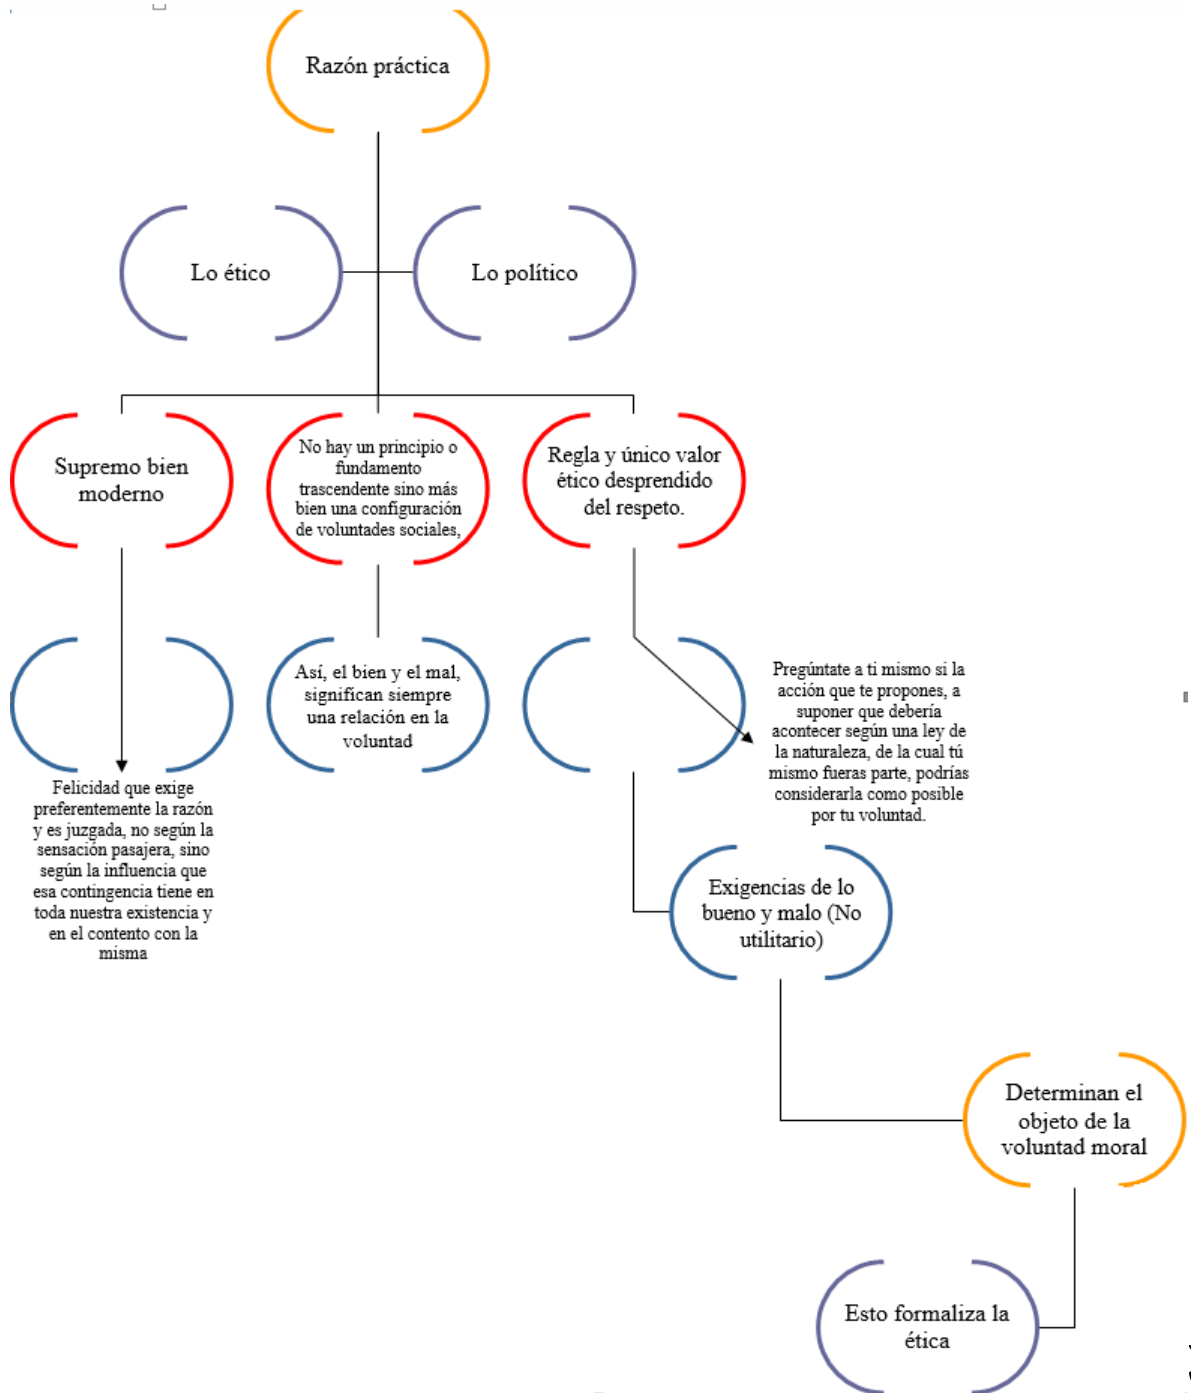 Razón práctica
Lo ético
Lo político
Supremo bien
moderno
No hay un principio o
fundamento
trascendente sino más
bien una configuración
de voluntades sociales,
Regla y único valor
ético desprendido
del respeto.
Así, el bien y el mal,
significan siempre
una relación en la
voluntad
Pregúntate a ti mismo si la
acción que te propones, a
suponer que debería
acontecer según una ley de
la naturaleza, de la cual tú
mismo fueras parte, podrías
considerarla como posible
por tu voluntad.
Felicidad que exige
preferentemente la razón
y es juzgada, no según la
sensación pasajera, sino
según la influencia que
esa contingencia tiene en
toda nuestra existencia y
en el contento con la
misma
Exigencias de lo
bueno y malo (No
utilitario)
Determinan el
objeto de la
voluntad moral
Esto formaliza la
ética